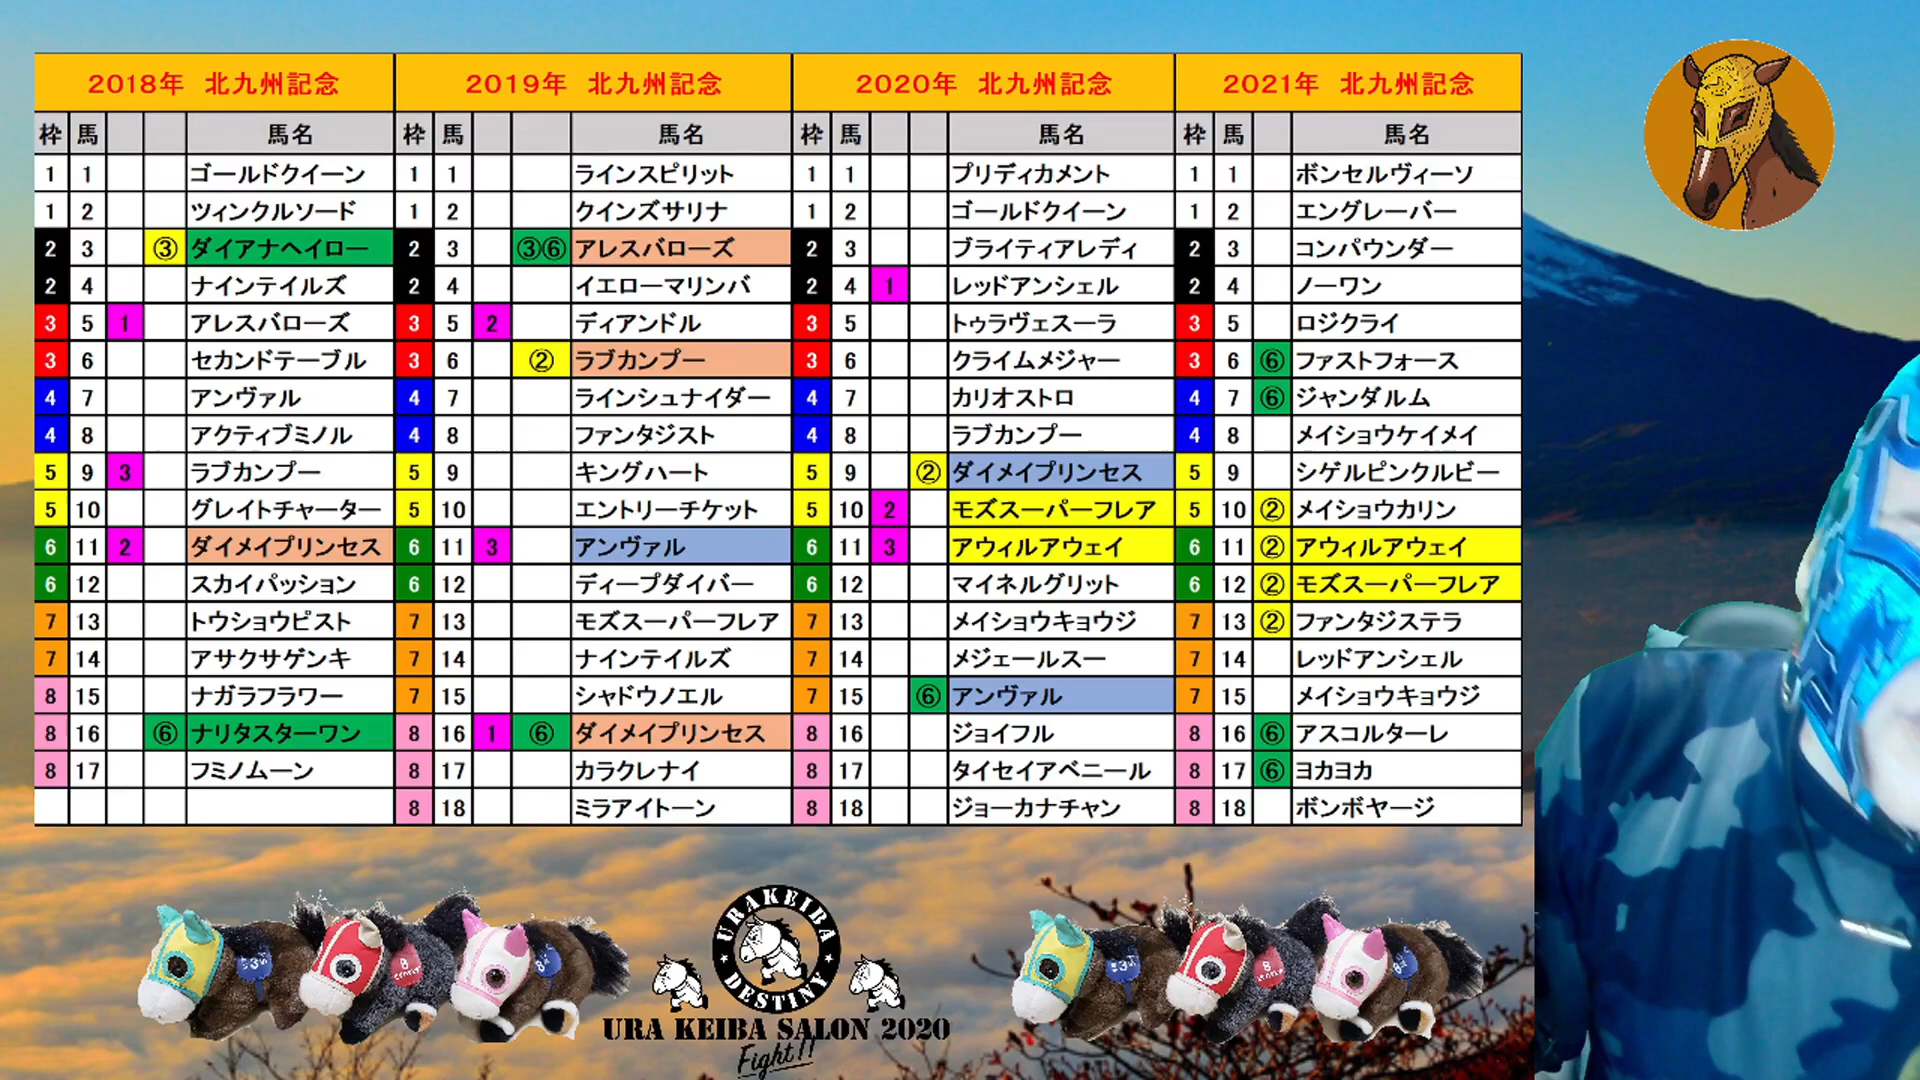 2018年 北九州記念 2019年 北九州記念 2020年 北九州記念 2021年 北九州記念
枠 馬 馬名 枠 馬 馬名 枠 馬 馬名 枠 馬 馬名
1 1 ゴールドクイーン 1 1 ラインスピリット 1 1 プリディカメント 1 1 ボンセルヴィーソ
1 2 ツィンクルソード 1 2 クインズサリナ 1 2 ゴールドクイーン 1 2 エングレーバー
2 3 ③ ダイアナヘイロー 2 3 ③⑥ アレスバローズ 2 3 ブライティアレディ 2 3 コンパウンダー
2 4 ナインテイルズ 2 4 イエローマリンバ 2 4 1 レッドアンシェル 2 4 ノーワン
3 5 1 アレスバローズ 3 5 2 ディアンドル 3 5 トゥラヴェスーラ 3 5 ロジクライ
3 6 セカンドテーブル 3 6 ② ラブカンプー 3 6 クライムメジャー 3 6 ⑥ ファストフォース
4 7 アンヴァル 4 7 ラインシュナイダー 4 7 カリオストロ 4 7 ⑥ ジャンダルム
4 8 アクティブミノル 4 8 ファンタジスト 4 8 ラブカンプー 4 8 メイショウケイメイ
5 9 3 ラブカンプー 5 9 キングハート 5 9 ② ダイメイプリンセス 5 9 シゲルピンクルビー
5 10 グレイトチャーター 5 10 エントリーチケット 5 10 2 モズスーパーフレア 5 10 ② メイショウカリン
6 11 2 ダイメイプリンセス 6 11 3 アンヴァル 6 11 3 アウィルアウェイ 6 11 ② アウィルアウェイ
6 12 スカイパッション 6 12 ディープダイバー 6 12 マイネルグリット 6 12 ② モズスーパーフレア
7 13 トウショウピスト 7 13 モズスーパーフレア 7 13 メイショウキョウジ 7 13 ② ファンタジステラ
7 14 アサクサゲンキ 7 14 ナインテイルズ 7 14 メジェールスー 7 14 レッドアンシェル
8 15 ナガラフラワー 7 15 シャドウノエル 7 15 ⑥ アンヴァル 7 15 メイショウキョウジ
8 16 ⑥ ナリタスターワン 8 16 1 ⑥ ダイメイプリンセス 8 16 ジョイフル 8 16 ⑥ アスコルターレ
8 17 フミノムーン 8 17 カラクレナイ 8 17 タイセイアベニール 8 17 ⑥ ヨカヨカ
8 18 ミラアイトーン 8 18 ジョーカナチャン 8 18 ボンボヤージ
URAKEIBA
DESTINY
URA KEIBA SALON 2020
Fight!!